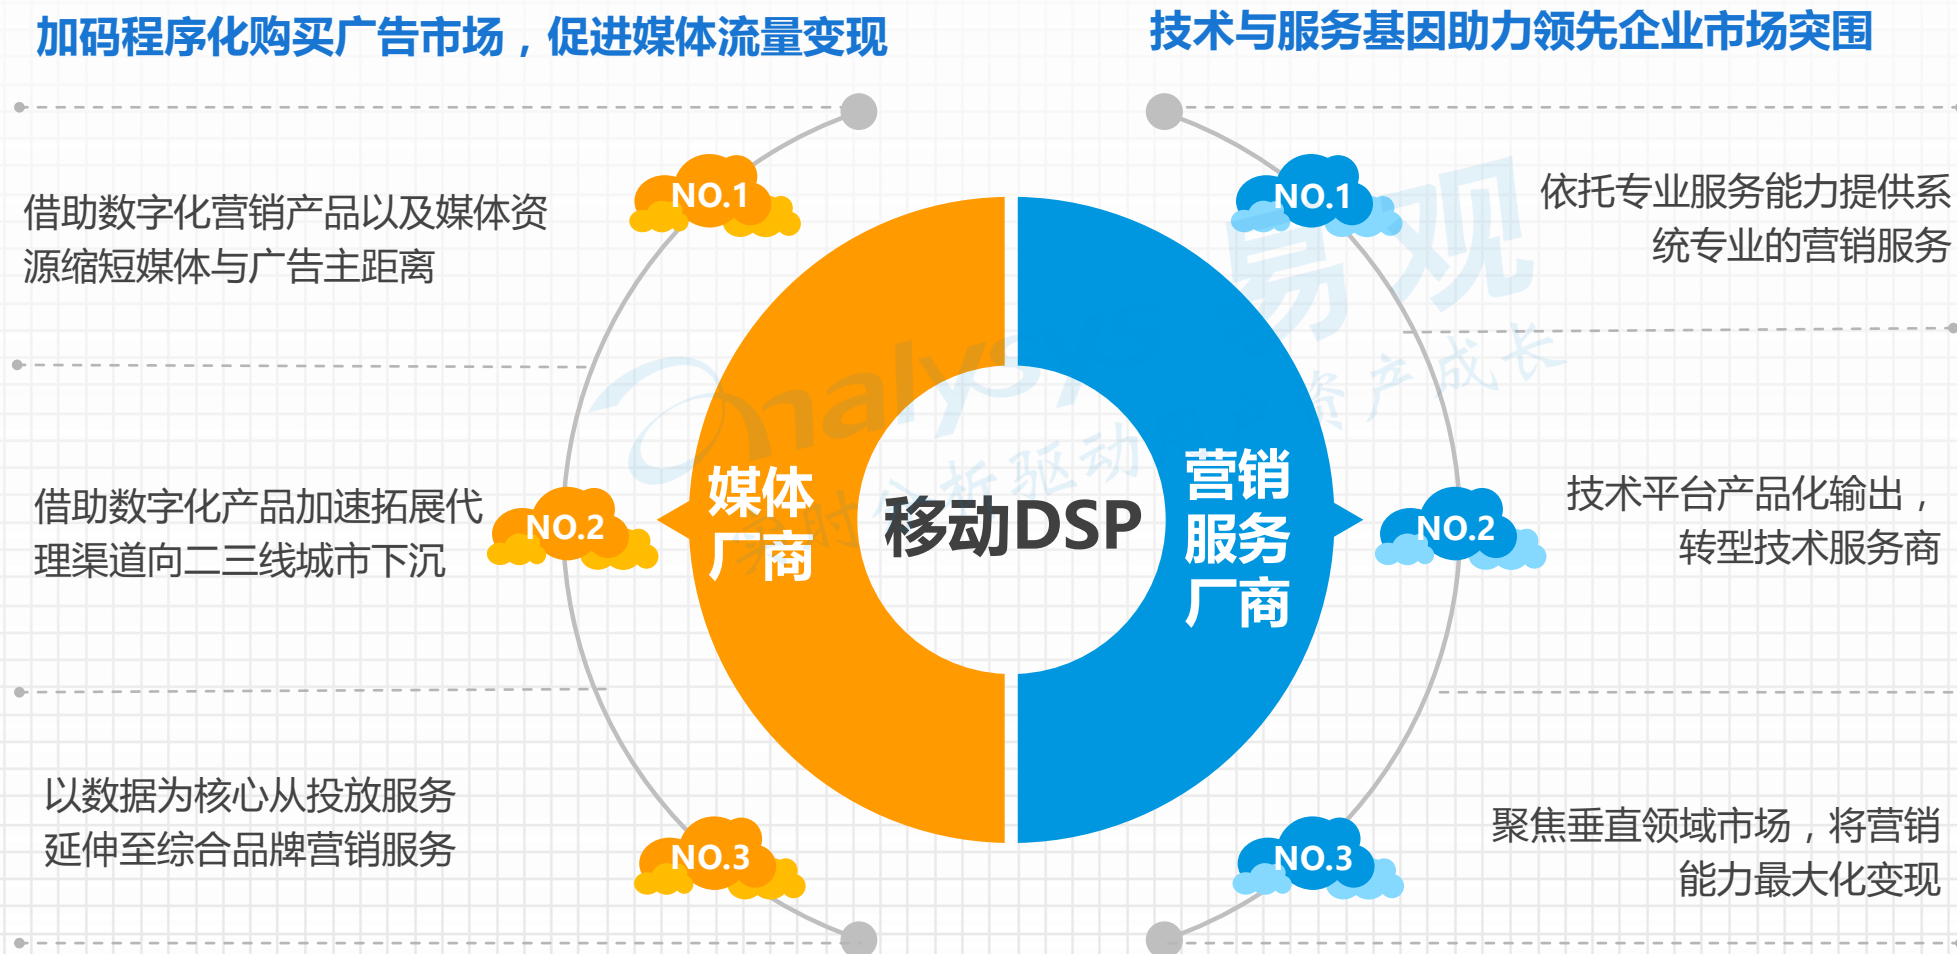 加码程序化购买广告市场，促进媒体流量变现
技术与服务基因助力领先企业市场突围
NO.1
借助数字化营销产品以及媒体资
源缩短媒体与广告主距离
NO.2
借助数字化产品加速拓展代
理渠道向二三线城市下沉
NO.3
以数据为核心从投放服务
延伸至综合品牌营销服务
媒体
厂商
移动DSP
营销
服务
厂商
NO.1
依托专业服务能力提供系
统专业的营销服务
NO.2
技术平台产品化输出，
转型技术服务商
NO.3
聚焦垂直领域市场，将营销
能力最大化变现
analysys 易观